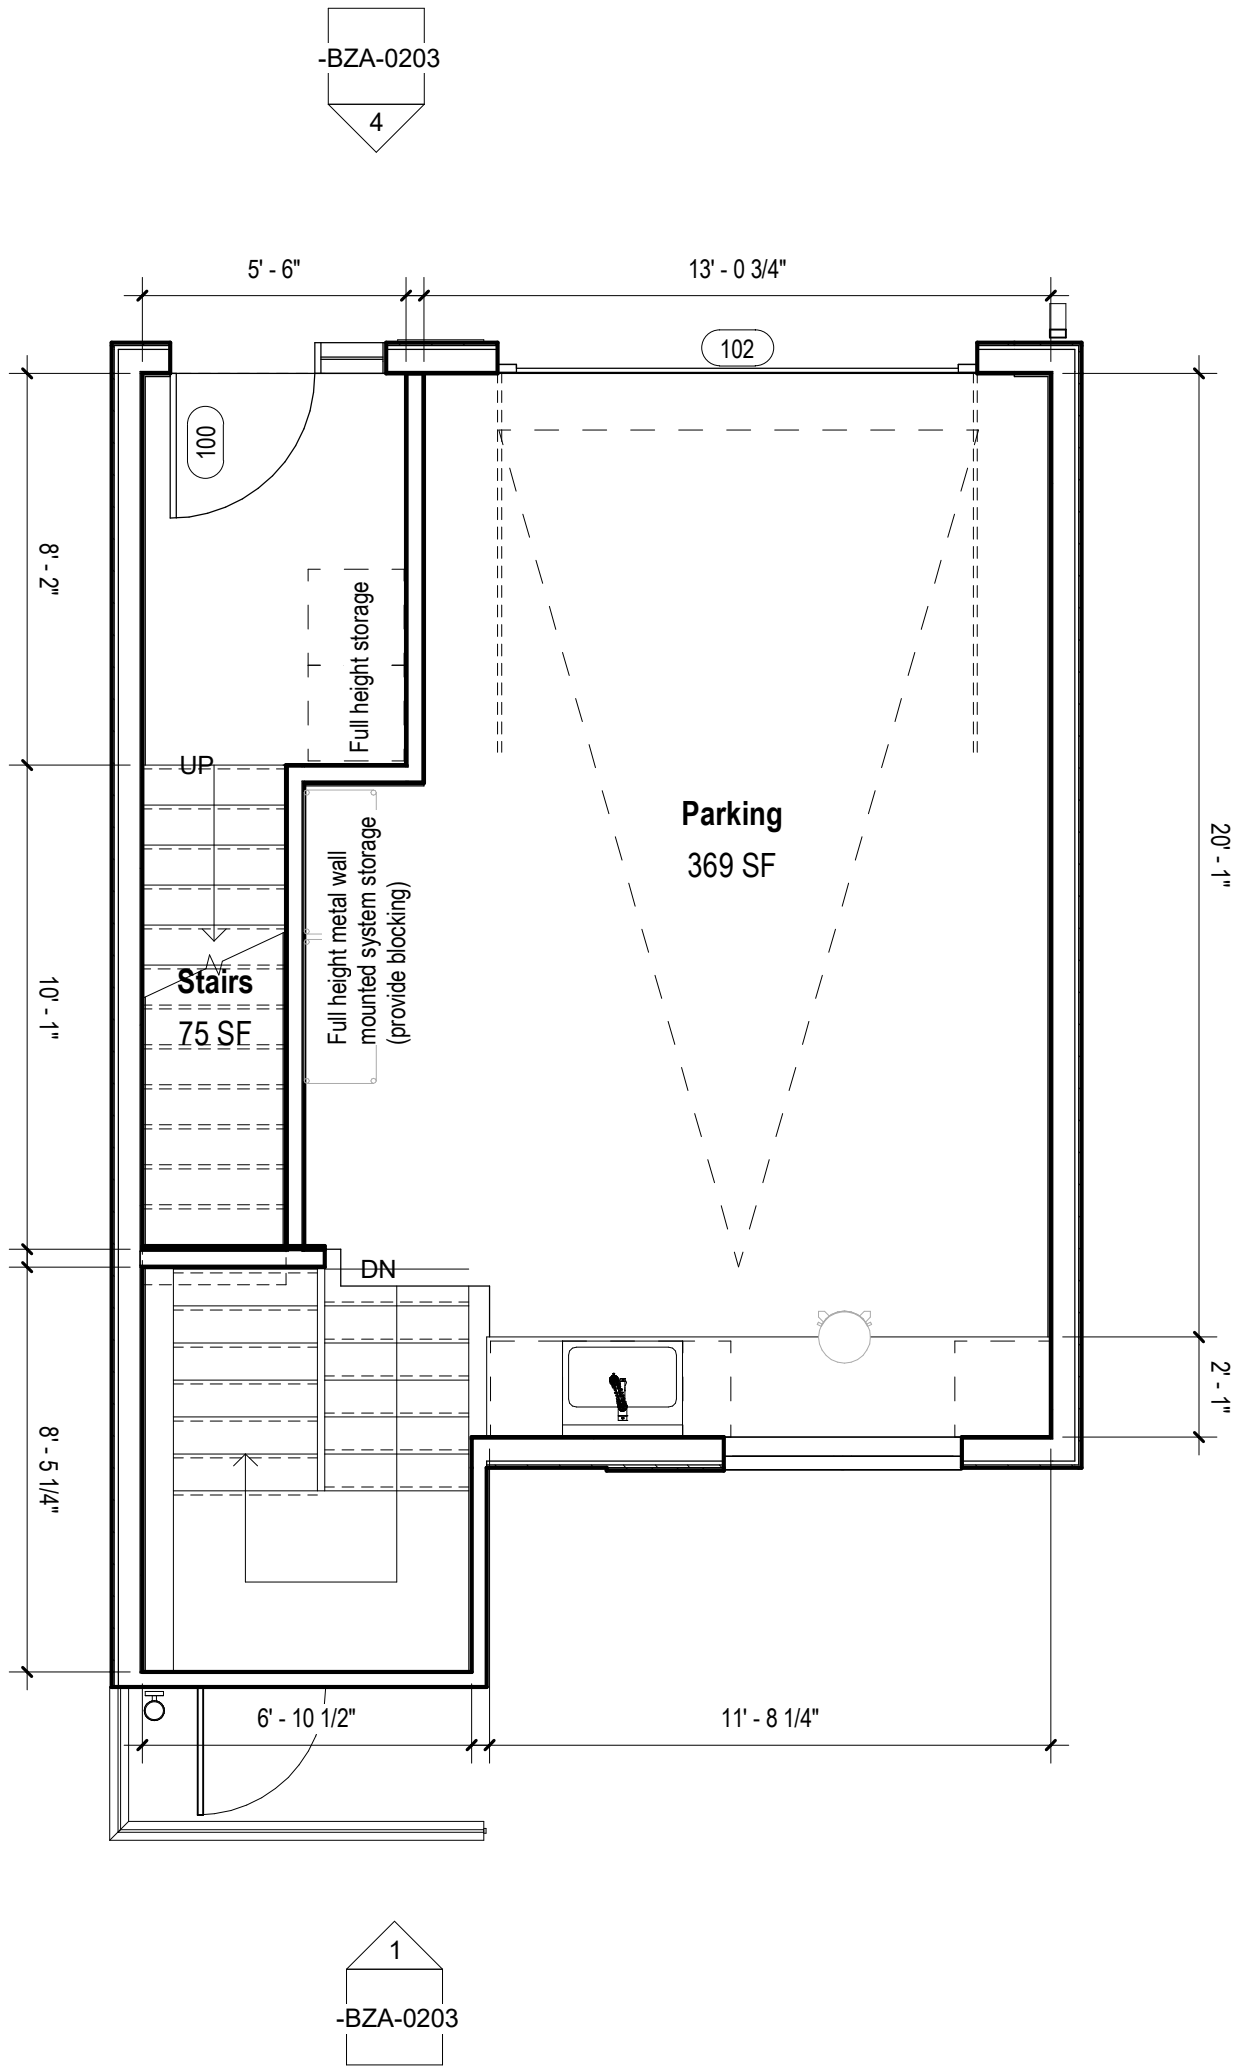 -BZA-0203
4
5' - 6"
13' - 0 3/4"
102
100
8' - 2"
Full height storage
UP
Parking
369 SF
20' - 1"
Full height metal wall
mounted system storage
(provide blocking)
Stairs
75 SF
10' - 1"
DN
2' - 1"
8' - 5 1/4"
6' - 10 1/2"
11' - 8 1/4"
1
-BZA-0203